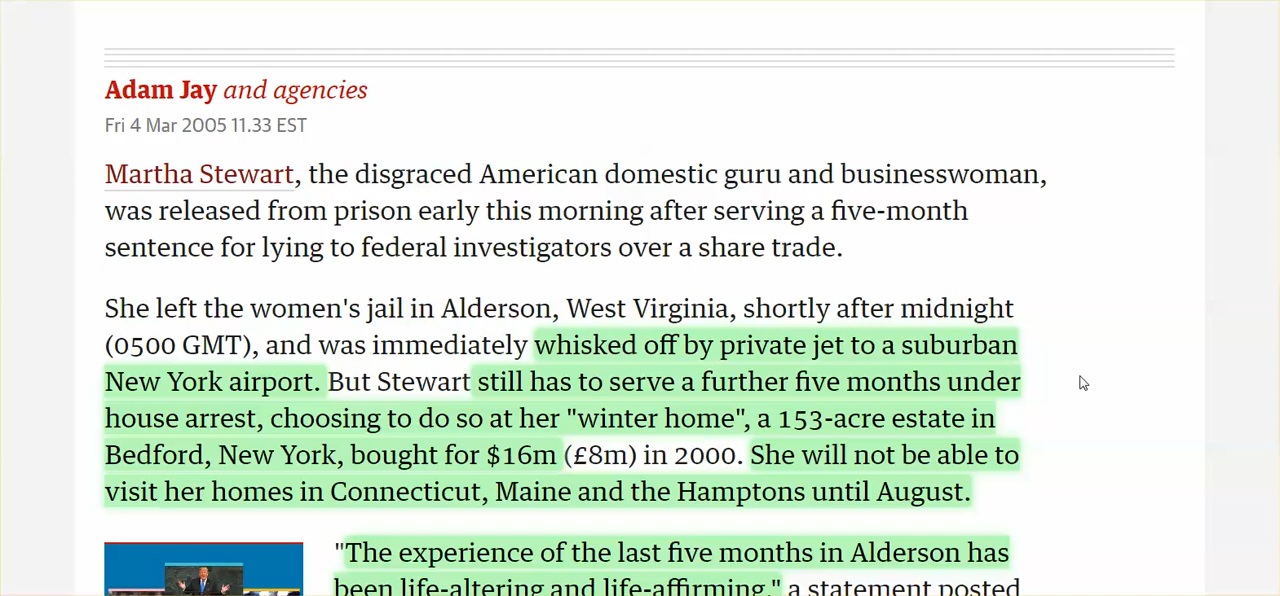 Adam Jay and agencies
Fri 4 Mar 2005 11.33 EST
Martha Stewart, the disgraced American domestic guru and businesswoman,
was released from prison early this morning after serving a five-month
sentence for lying to federal investigators over a share trade.
She left the women's jail in Alderson, West Virginia, shortly after midnight
(0500 GMT), and was immediately whisked off by private jet to a suburban
New York airport. But Stewart still has to serve a further five months under
house arrest, choosing to do so at her "winter home", a 153-acre estate in
Bedford, New York, bought for $16m (£8m) in 2000. She will not be able to
visit her homes in Connecticut, Maine and the Hamptons until August.
"The experience of the last five months in Alderson has
been life-altering and life-affirming," a statement posted